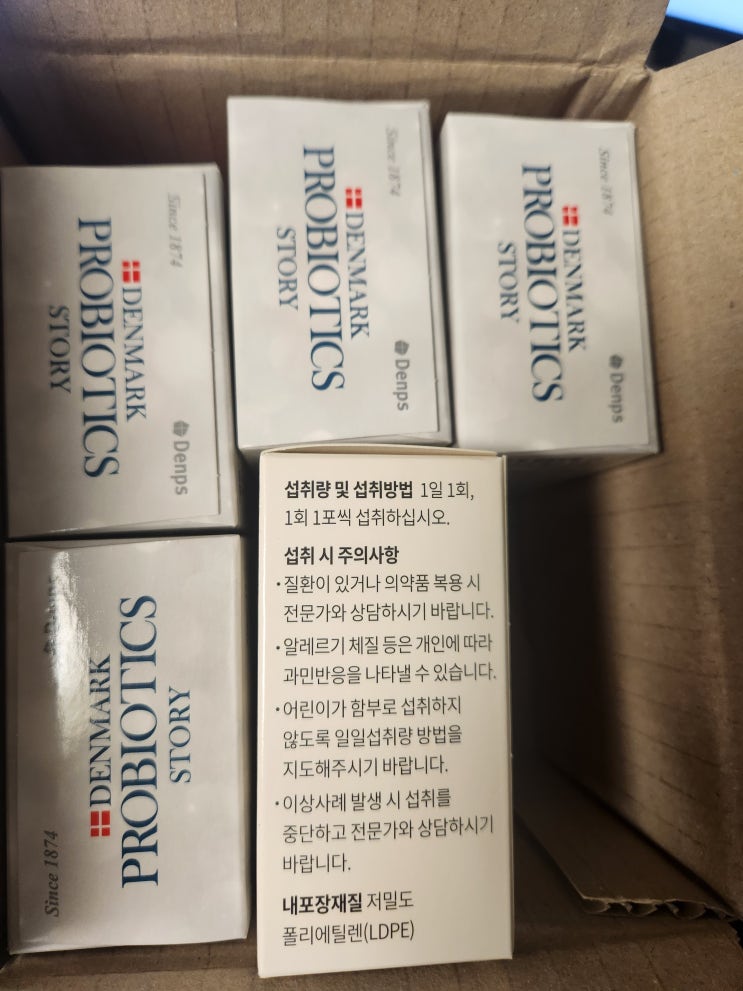 Since 1874
DENMARK
PROBIOTICS
STORY
Denps
Since 1874
DENMARK
PROBIOTICS
STORY
Denps
Since 1874
DENMARK
PROBIOTICS
STORY
Denps
Since 1874
DENMARK
PROBIOTICS
STORY
섭취량 및 섭취방법 1일 1회,
1회 1포씩 섭취하십시오.
섭취 시 주의사항
• 질환이 있거나 의약품 복용 시
전문가와 상담하시기 바랍니다.
• 알레르기 체질 등은 개인에 따라
과민반응을 나타낼 수 있습니다.
• 어린이가 함부로 섭취하지
않도록 일일섭취량 방법을
지도해주시기 바랍니다.
• 이상사례 발생 시 섭취를
중단하고 전문가와 상담하시기
바랍니다.
내포장재질 저밀도
폴리에틸렌(LDPE)